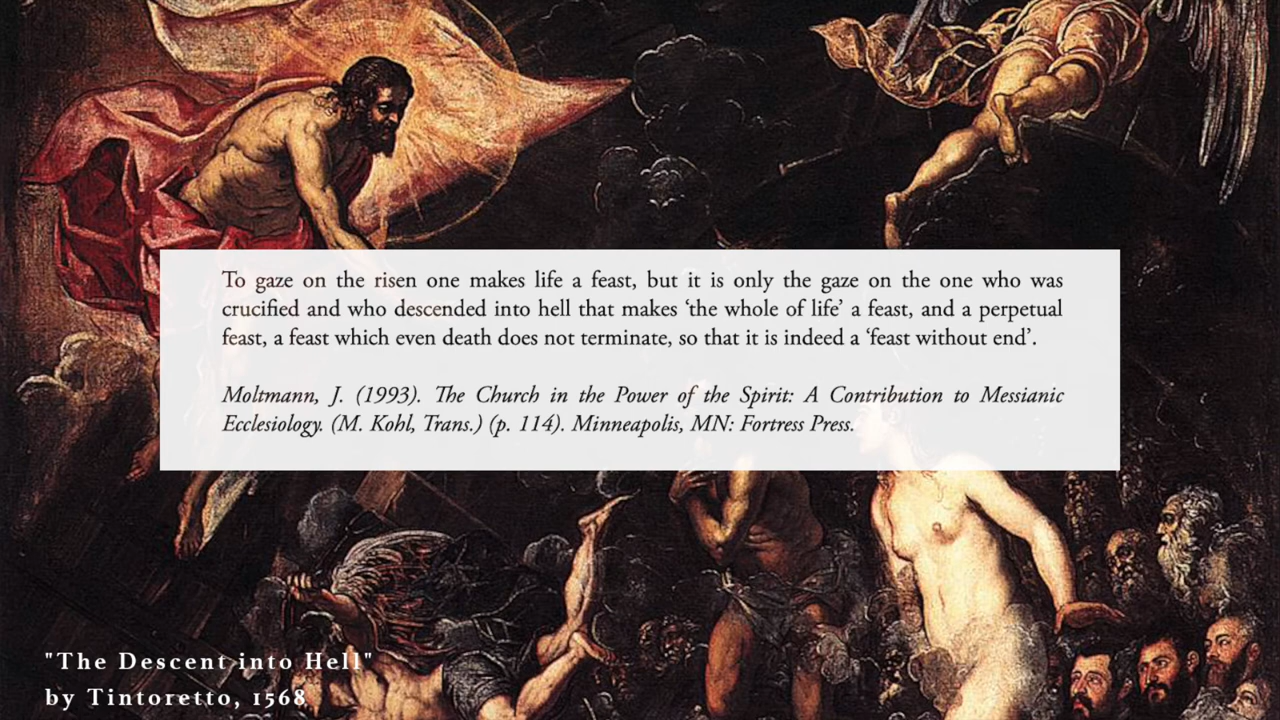 To gaze on the risen one makes life a feast, but it is only the gaze on the one who was
crucified and who descended into hell that makes ‘the whole of life’ a feast, and a perpetual
feast, a feast which even death does not terminate, so that it is indeed a ‘feast without end’.
Moltmann, J. (1993). The Church in the Power of the Spirit: A Contribution to Messianic
Ecclesiology. (M. Kohl, Trans.) (p. 114). Minneapolis, MN: Fortress Press.
"The Descent into Hell"
by Tintoretto, 1568